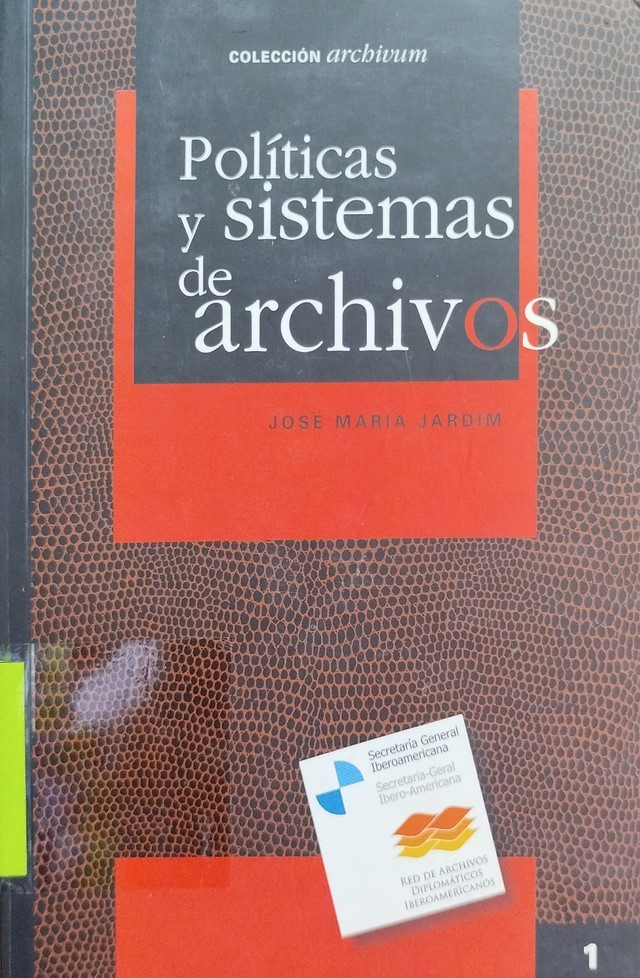 COLECCIÓN archivum
Políticas
y sistemas
de
archivos
JOSE MARIA JARDIM
Secretaría General
Iberoamericana
Secretaria-Geral
Ibero-Americana
RED DE ARCHIVOS
DIPLOMÁTICOS
IBEROAMERICANOS
1